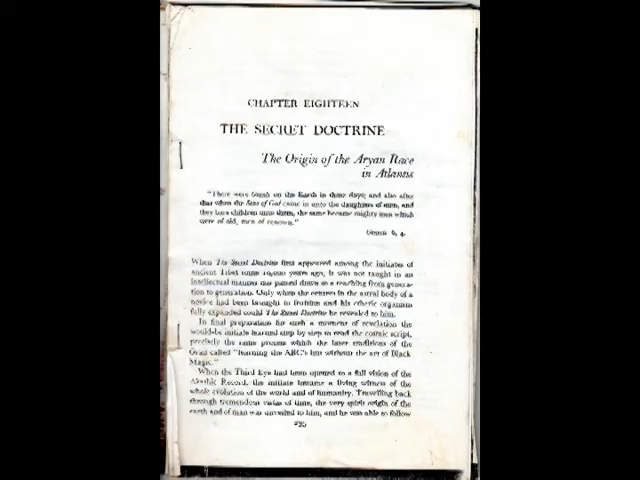 CHAPTER EIGHTEEN
THE SECRET DOCTRINE
The Origin of the Aryan Race
in Atlantis
"There were on the Earth in those days; and also after
that when the Sons of God came in unto the daughters of men, and
they bare children unto them, the same became mighty men which
were of old, men of renown."
Genesis 6, 4.
When The Secret Doctrine first appeared among the initiates of
ancient Tibet some 10,000 years ago, it was not taught in an
intellectual manner nor passed down as a teaching from genera-
tion to generation. Only when the centres in the astral body of a
novice had been brought to fruition and his etheric organism
fully expanded could The Secret Doctrine be revealed to him.
In final preparation for such a moment of revelation the
would-be initiate learned step by step to read the cosmic script,
precisely the same process which the later traditions of the
Grail called "learning the ABC's but without the art of Black
Magic."
When the Third Eye had been opened to a full vision of the
Akashic Record, the initiate became a living witness of the
whole evolution of the world and of humanity. Travelling back
through tremendous vistas of time, the very spirit origin of the
earth and of man was unveiled to him, and he was able to follow